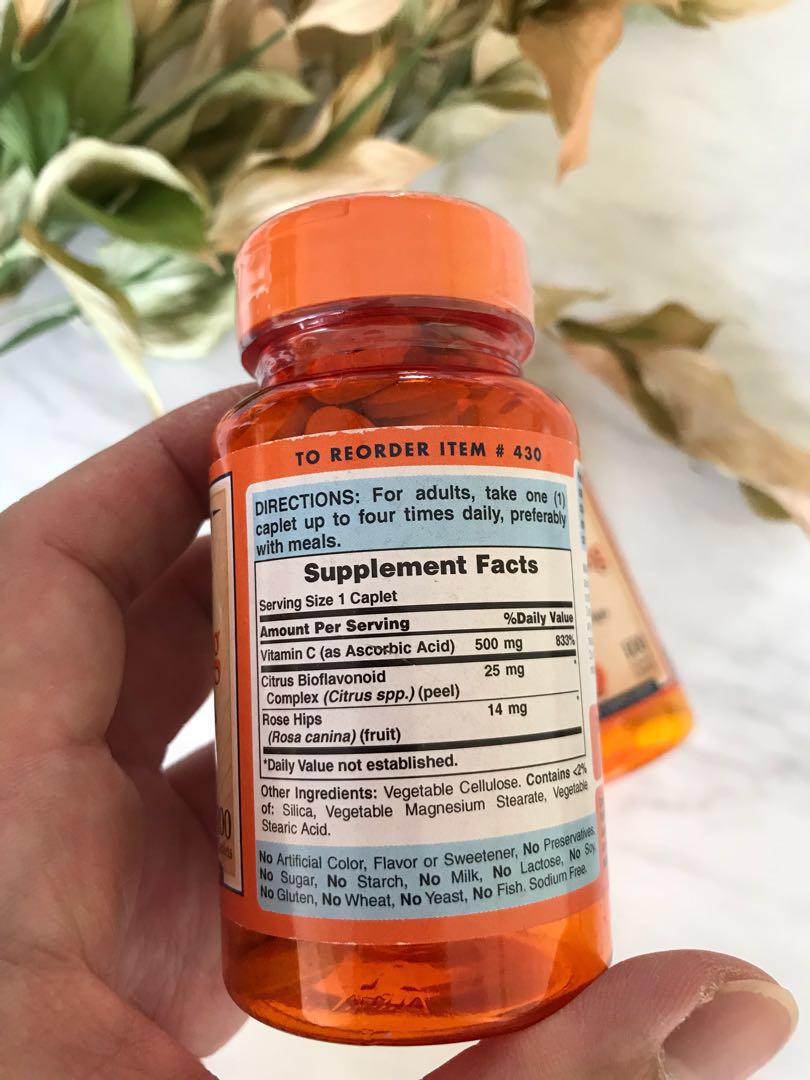 TO REORDER ITEM # 430
DIRECTIONS: For adults, take one (1)
caplet up to four times daily, preferably
with meals.
Supplement Facts
Serving Size 1 Caplet
Amount Per Serving %Daily Value
Vitamin C (as Ascorbic Acid) 500 mg 833%
Citrus Bioflavonoid 25 mg *
Complex (Citrus spp.) (peel)
Rose Hips 14 mg *
(Rosa canina) (fruit)
*Daily Value not established.
Other Ingredients: Vegetable Cellulose. Contains <2%
of: Silica, Vegetable Magnesium Stearate, Vegetable
Stearic Acid.
No Artificial Color, Flavor or Sweetener, No Preservatives,
No Sugar, No Starch, No Milk, No Lactose, No Soy,
No Gluten, No Wheat, No Yeast, No Fish. Sodium Free.